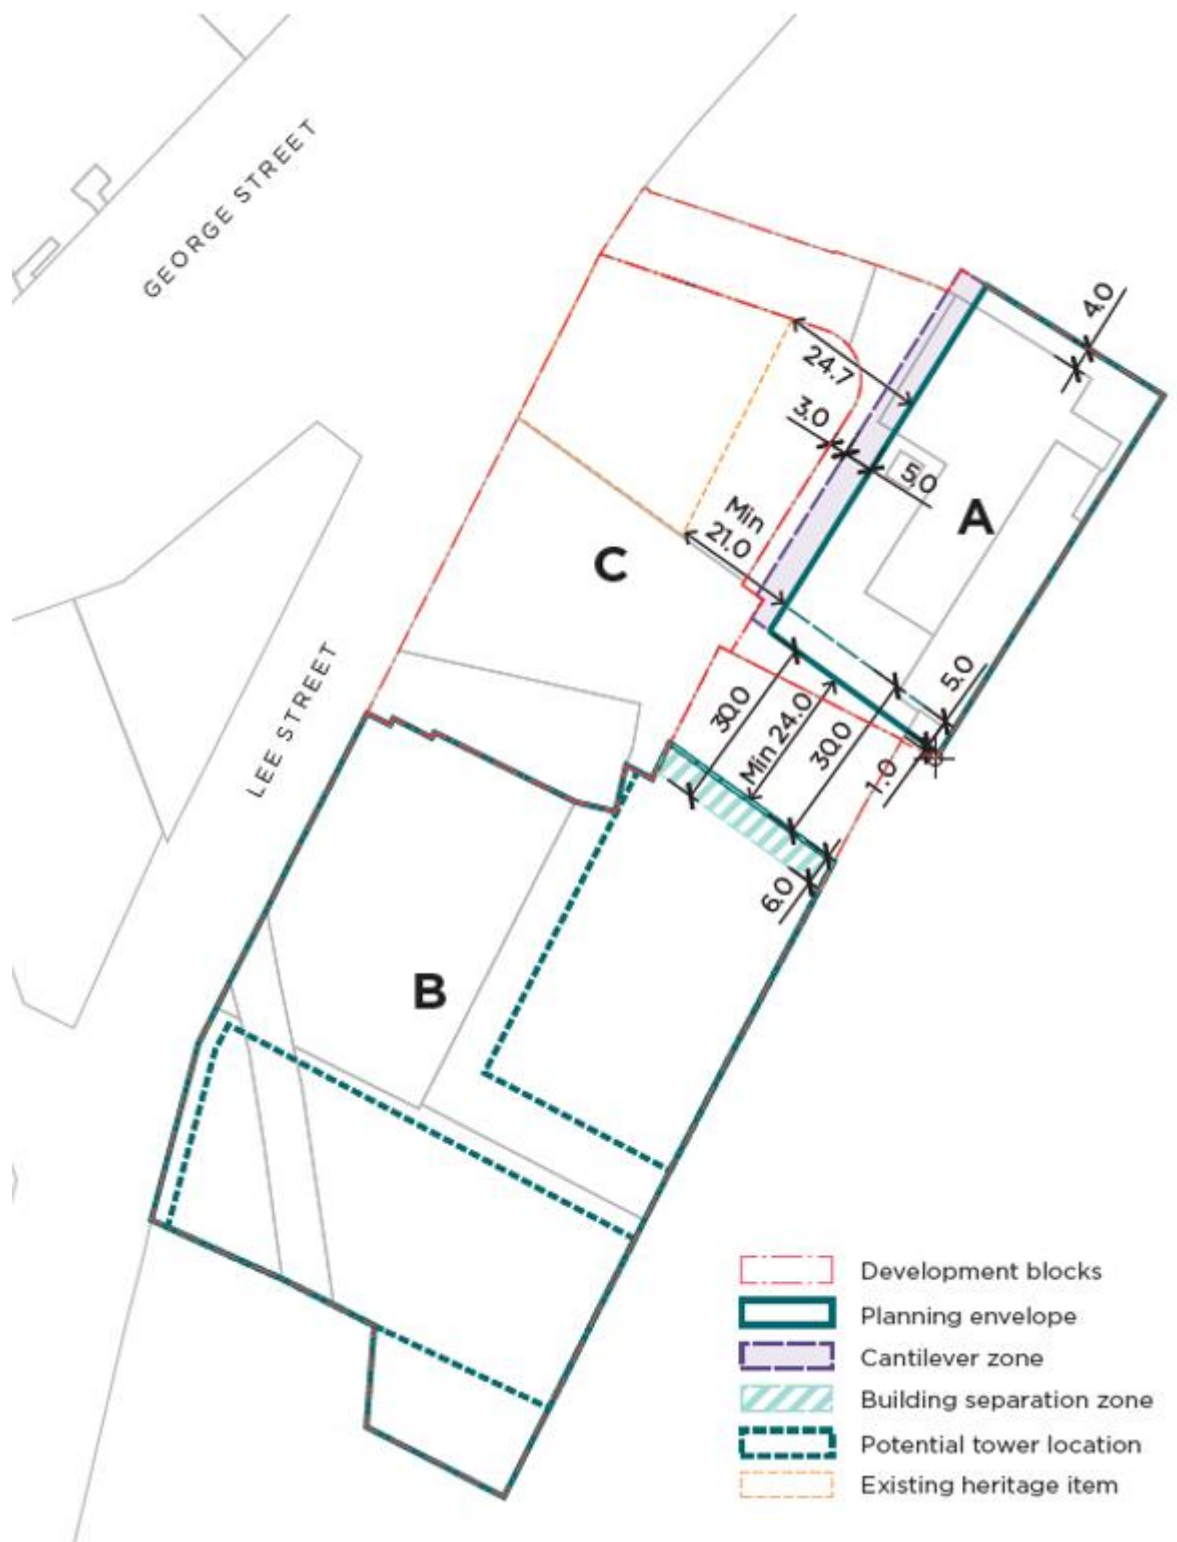 GEORGE STREET
4.0
24.7
3.0
5.0
A
Min
21.0
C
LEE STREET
5.0
30.0
Min 24.0
30.0
1.0
6.0
B
Development blocks
Planning envelope
Cantilever zone
Building separation zone
Potential tower location
Existing heritage item